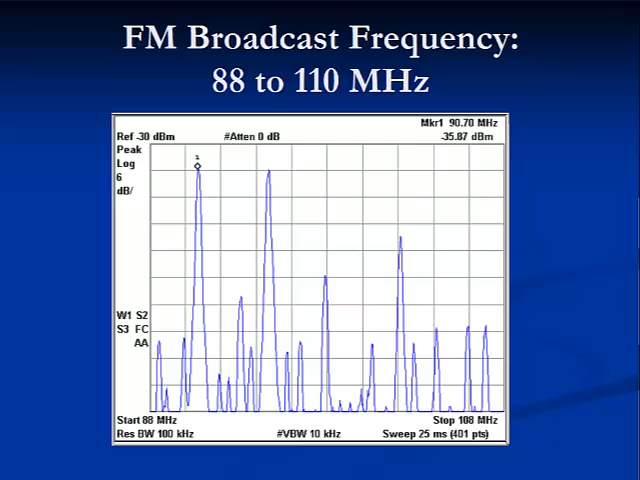 FM Broadcast Frequency:
88 to 110 MHz
Mkr1 90.70 MHz
Ref -30 dBm #Atten 0 dB -35.87 dBm
Peak
Log
6
dB/
1
W1 S2
S3 FC
AA
Start 88 MHz Stop 108 MHz
Res BW 100 kHz #VBW 10 kHz Sweep 25 ms (401 pts)